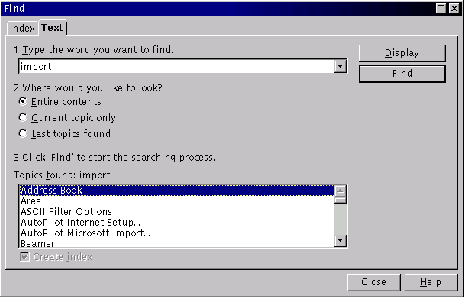 Find
Index Text
1 Type the word you want to find.
import
Display
Find
2 Where would you like to look?
Entire contents
Current topic only
Last topics found
3 Click 'Find' to start the searching process.
Topics found: import
Address Book
Area
ASCII Filter Options
AutoPilot Internet Setup...
AutoPilot Microsoft Import...
Beamer
Create index
Close Help